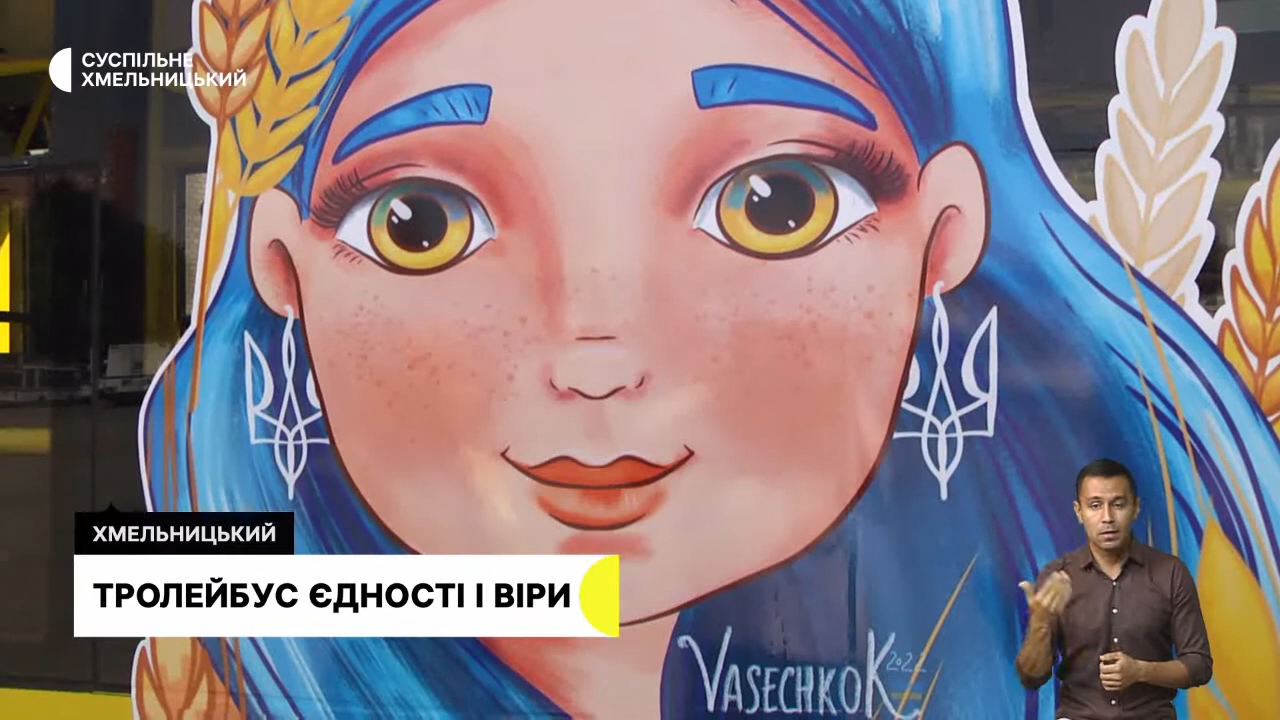 СУСПІЛЬНЕ
ХМЕЛЬНИЦЬКИЙ
ХМЕЛЬНИЦЬКИЙ
ТРОЛЕЙБУС ЄДНОСТІ І ВІРИ
VASECHKOK 2022